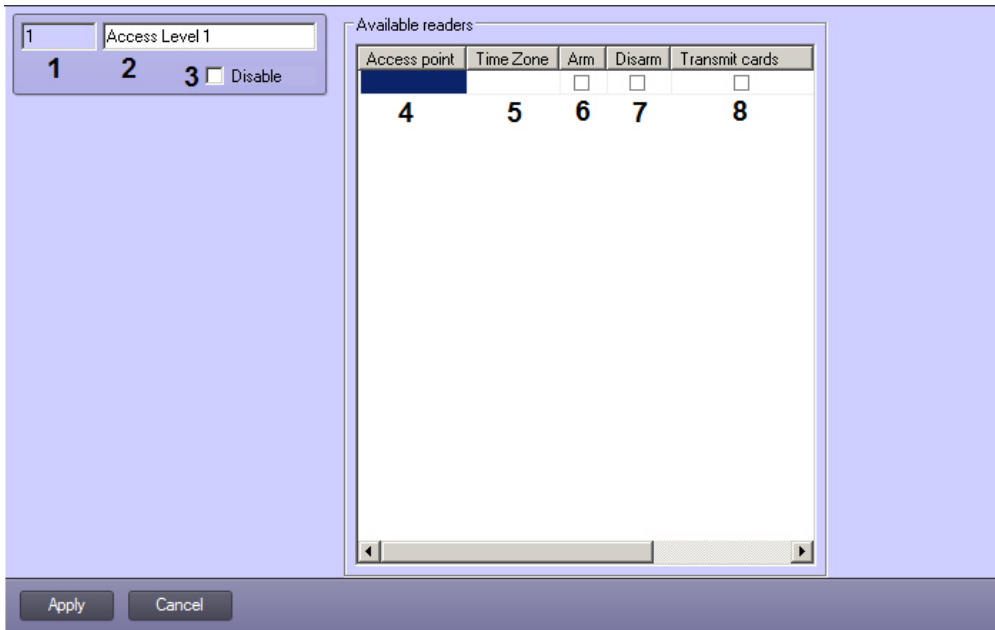 1 Access Level 1
1 2 3 Disable
Available readers
Access point Time Zone Arm Disarm Transmit cards
4 5 6 7 8
Apply Cancel